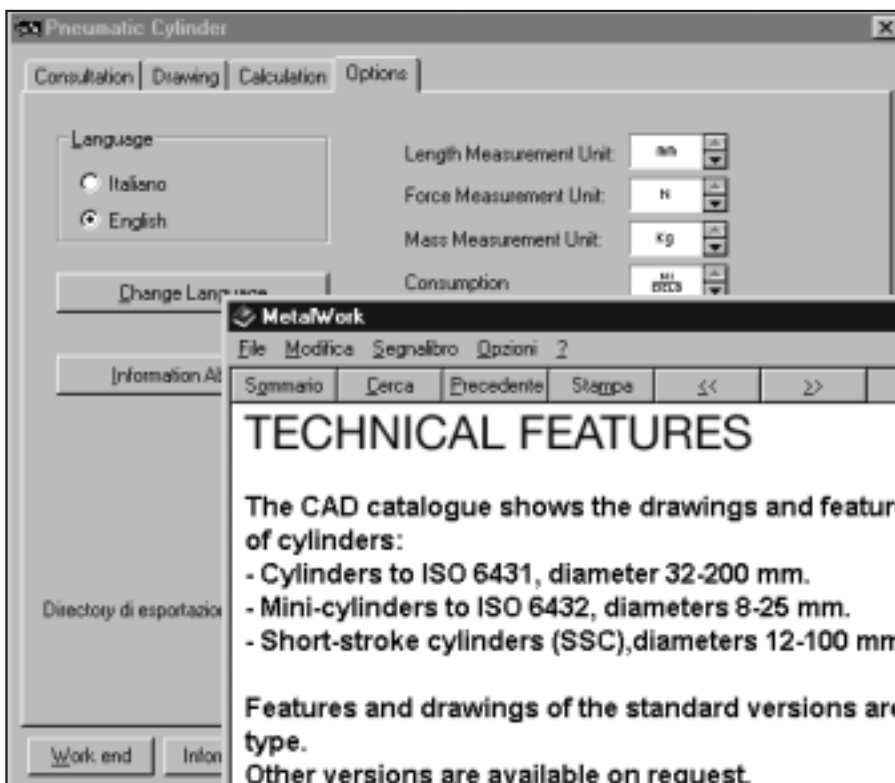 Pneumatic Cylinder
Consultation Drawing Calculation Options
Language
Italiano
English
Length Measurement Unit: mm
Force Measurement Unit: N
Mass Measurement Unit: Kg
Consumption
Change Language
Information Ab
Directory di esportazion
Work end Infor
MetalWork
File Modifica Segnalibro Opzioni ?
Sommario Cerca Precedente Stampa << >>
TECHNICAL FEATURES
The CAD catalogue shows the drawings and feature
of cylinders:
- Cylinders to ISO 6431, diameter 32-200 mm.
- Mini-cylinders to ISO 6432, diameters 8-25 mm.
- Short-stroke cylinders (SSC),diameters 12-100 mm
Features and drawings of the standard versions are
type.
Other versions are available on request.